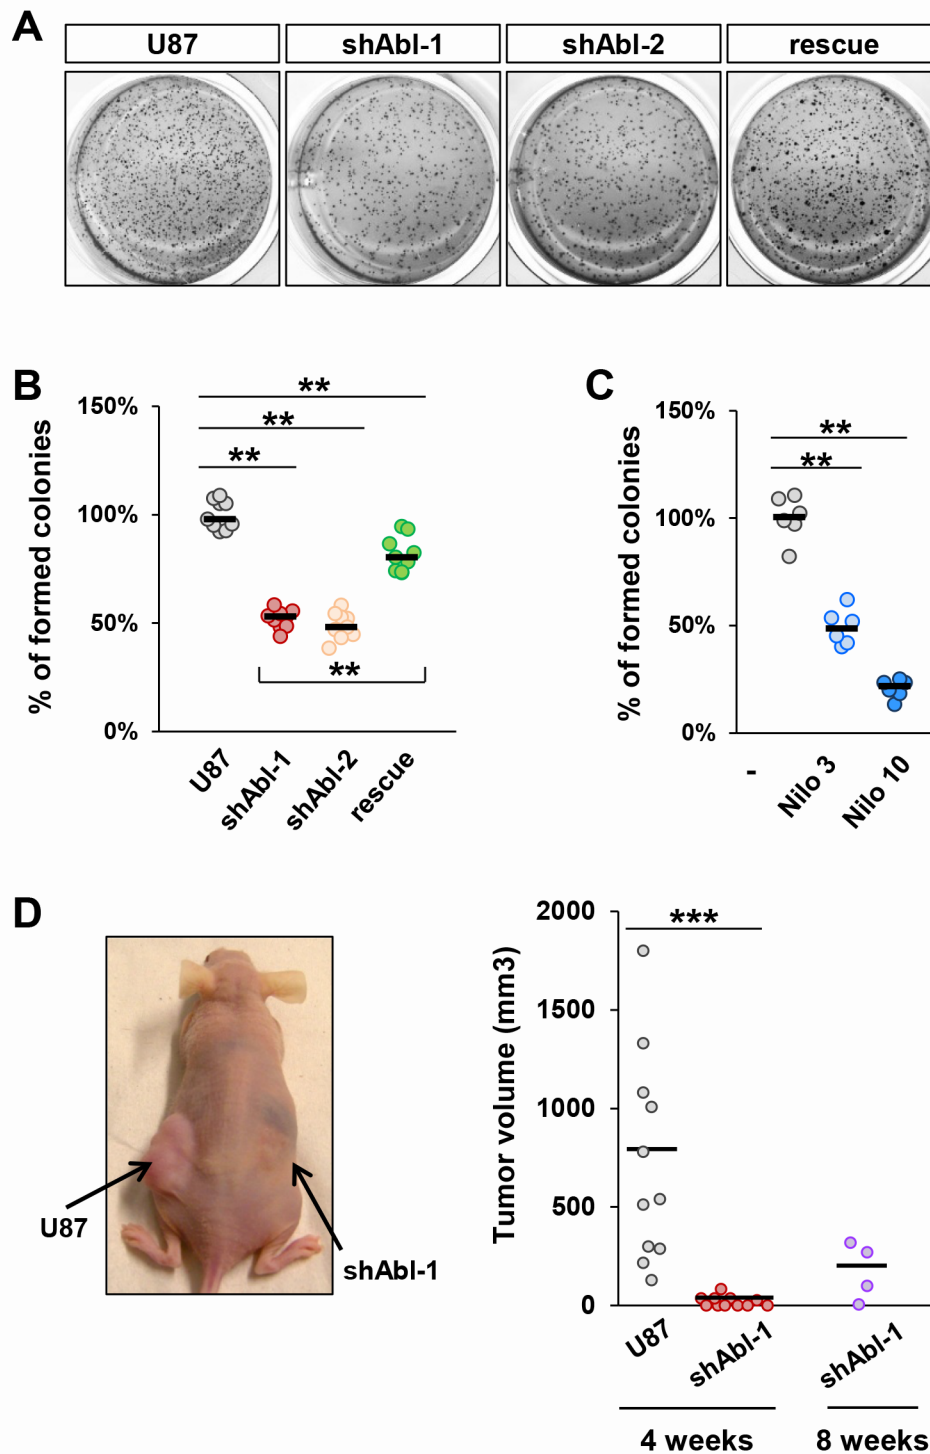 A
U87 shAbl-1 shAbl-2 rescue
B
150%
100%
50%
0%
% of formed colonies
**
**
**
**
U87 shAbl-1 shAbl-2 rescue
C
150%
100%
50%
0%
% of formed colonies
**
**
- Nilo 3 Nilo 10
D
U87
shAbl-1
2000
1500
1000
500
0
Tumor volume (mm3)
***
U87 shAbl-1 shAbl-1
4 weeks 8 weeks